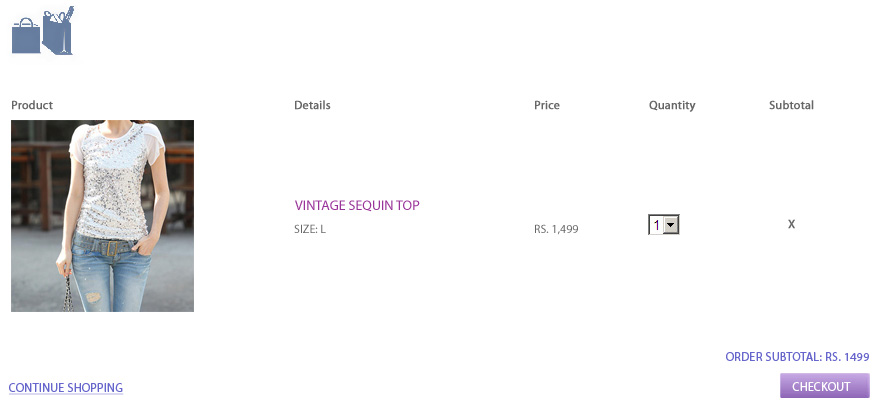 Product Details Price Quantity Subtotal
VINTAGE SEQUIN TOP
SIZE: L RS. 1,499 1 X
ORDER SUBTOTAL: RS. 1499
CONTINUE SHOPPING CHECKOUT